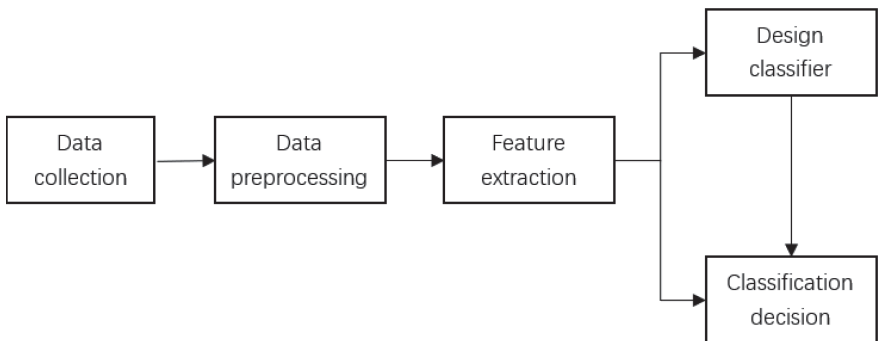 Data
collection
Data
preprocessing
Feature
extraction
Design
classifier
Classification
decision